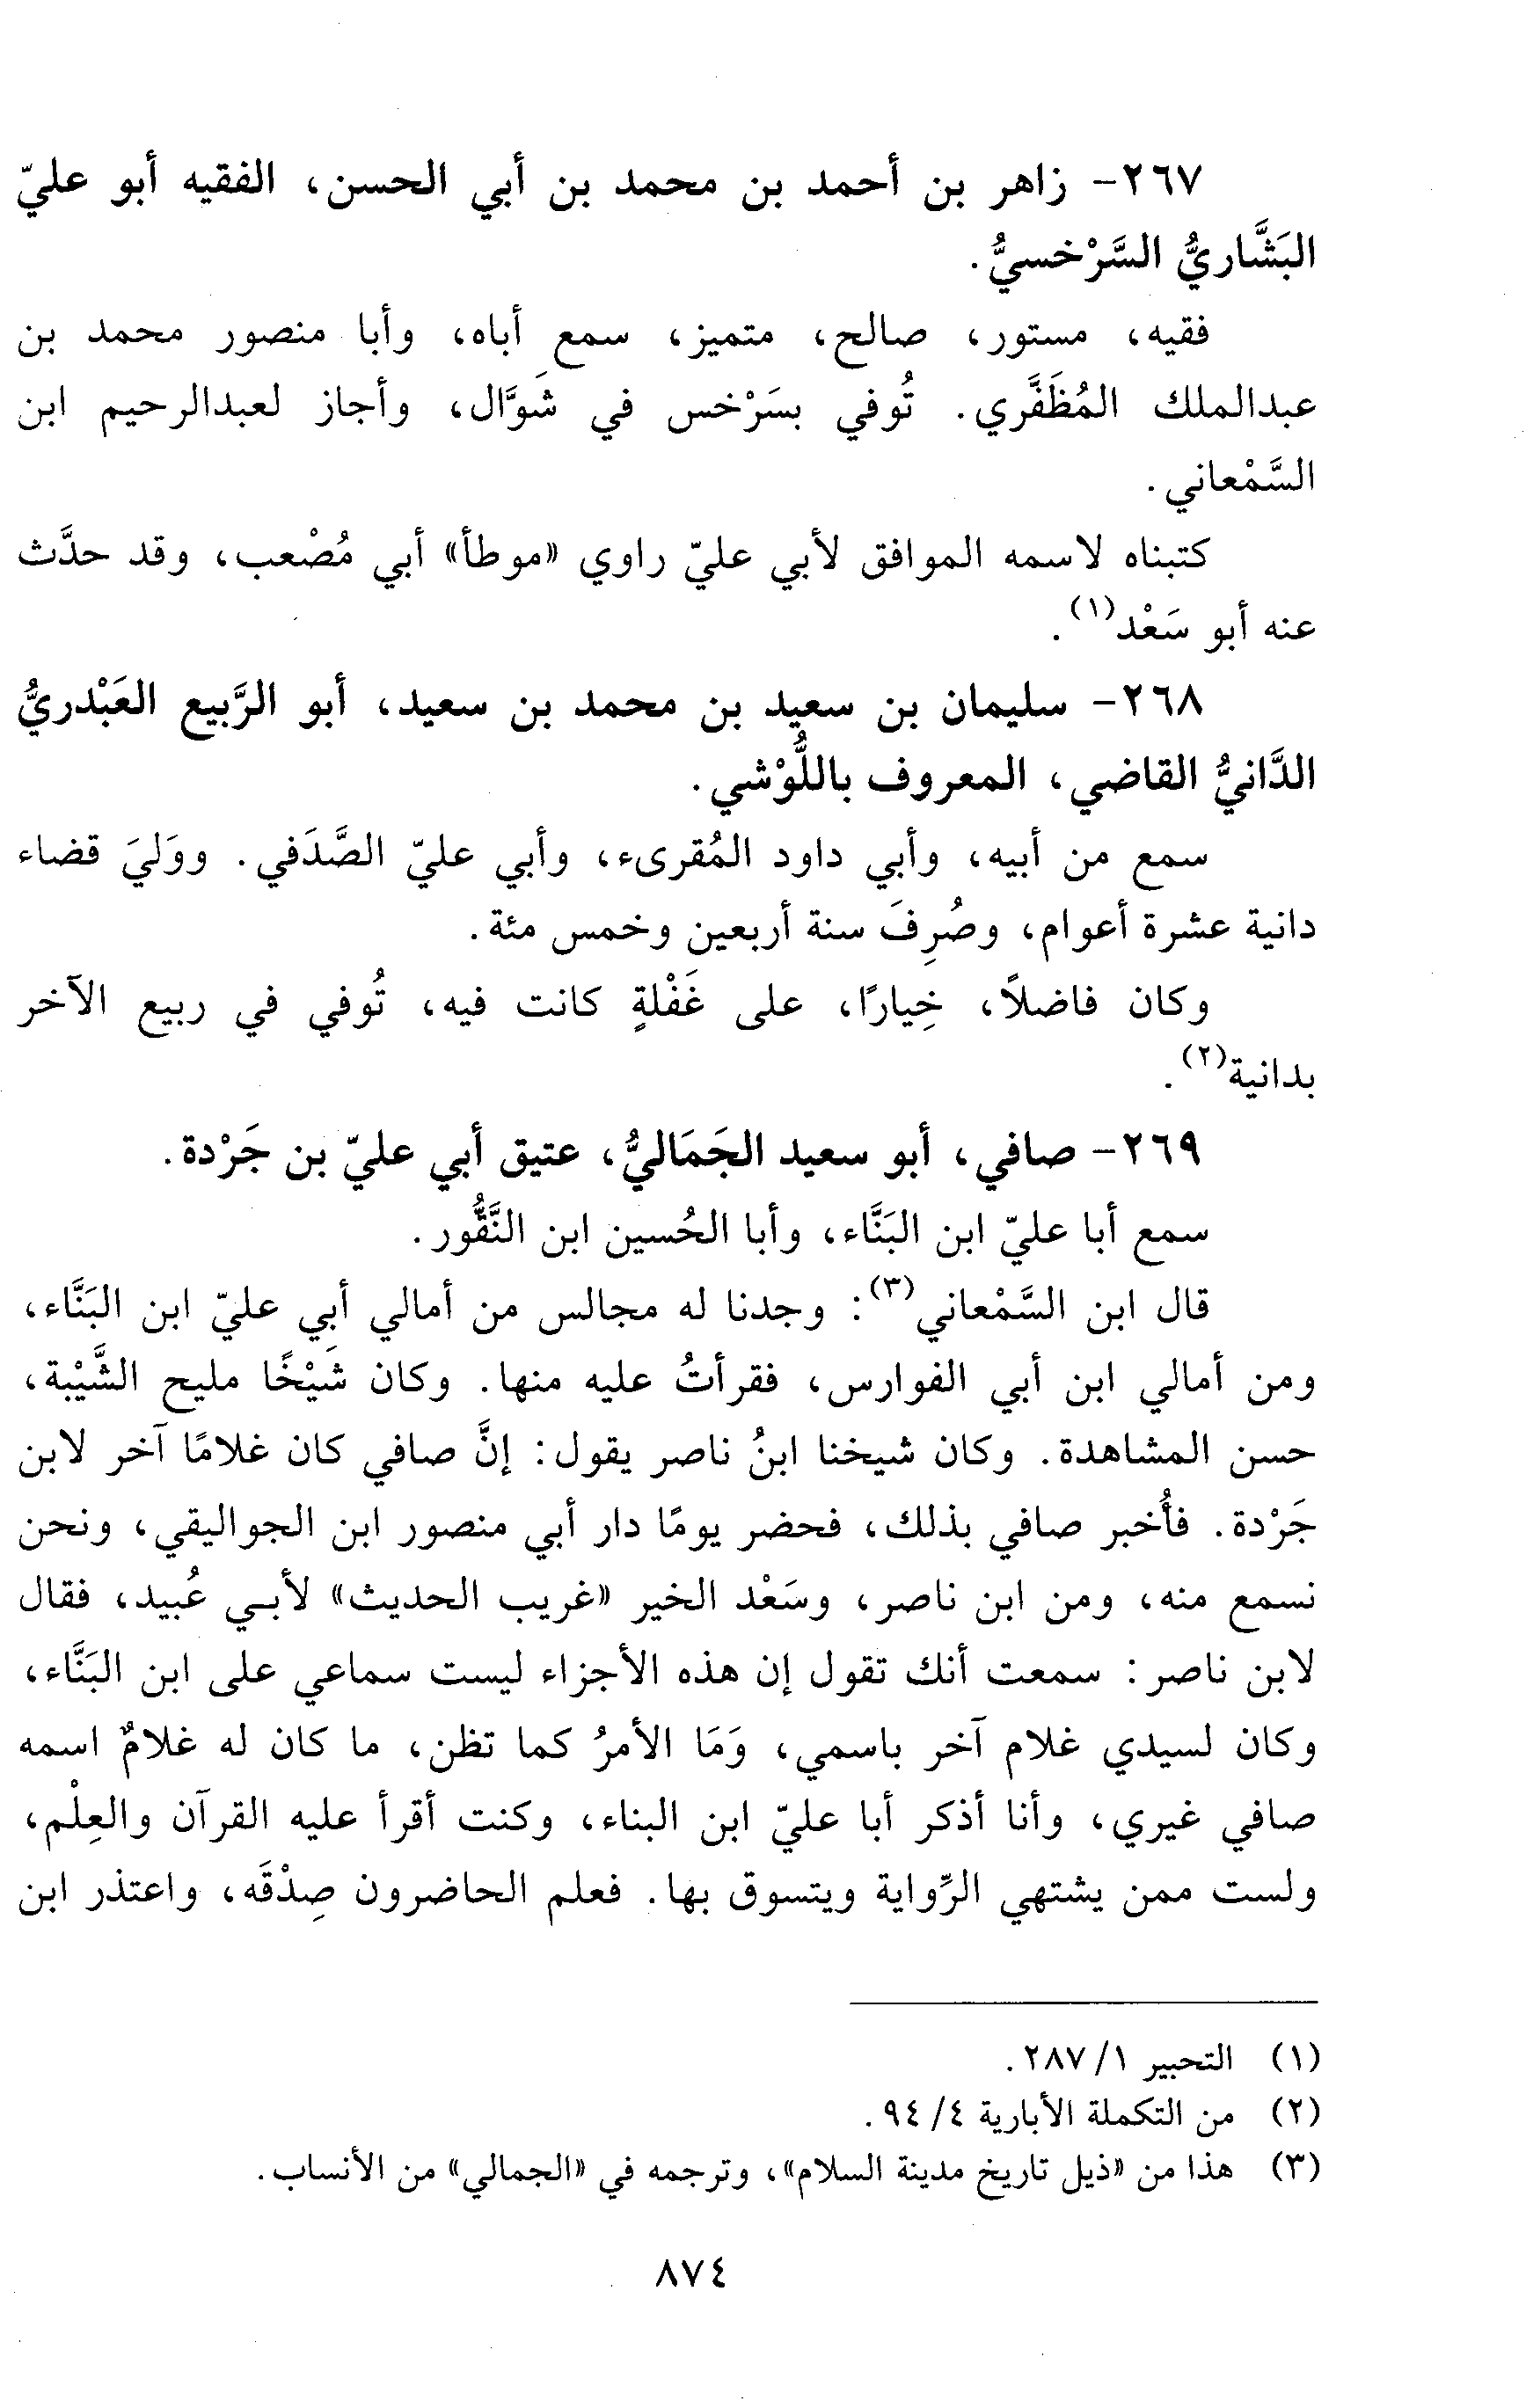 ٢٦٧- زاهر بن أحمد بن محمد بن أبي الحسن، الفقيه أبو عليّ
البَشَّاريُّ السَّرْخسيُّ.
فقيه، مستور، صالح، متميز، سمع أباه، وأبا منصور محمد بن
عبدالملك المُظَفَّري. تُوفي بسَرْخس في شَوَّال، وأجاز لعبدالرحيم ابن
السَّمْعاني.
كتبناه لاسمه الموافق لأبي عليّ راوي «موطأ» أبي مُصْعب، وقد حدَّث
عنه أبو سَعْد(١).
٢٦٨- سليمان بن سعيد بن محمد بن سعيد، أبو الرَّبيع العَبْدريُّ
الدَّانيُّ القاضي، المعروف باللُّوْشي.
سمع من أبيه، وأبي داود المُقرىء، وأبي عليّ الصَّدَفي. ووَليَ قضاء
دانية عشرة أعوام، وصُرِفَ سنة أربعين وخمس مئة.
وكان فاضلاً، خِيارًا، على غَفْلةٍ كانت فيه، تُوفي في ربيع الآخر
بدانية(٢).
٢٦٩- صافي، أبو سعيد الجَمَاليُّ، عتيق أبي عليّ بن جَرْدة.
سمع أبا عليّ ابن البَنَّاء، وأبا الحُسين ابن النَّقُّور.
قال ابن السَّمْعاني(٣): وجدنا له مجالس من أمالي أبي عليّ ابن البَنَّاء،
ومن أمالي ابن أبي الفوارس، فقرأتُ عليه منها. وكان شَيْخًا مليح الشَّيْبة،
حسن المشاهدة. وكان شيخنا ابنُ ناصر يقول: إنَّ صافي كان غلامًا آخر لابن
جَرْدة. فأُخبر صافي بذلك، فحضر يومًا دار أبي منصور ابن الجواليقي، ونحن
نسمع منه، ومن ابن ناصر، وسَعْد الخير «غريب الحديث» لأبي عُبيد، فقال
لابن ناصر: سمعت أنك تقول إن هذه الأجزاء ليست سماعي على ابن البَنَّاء،
وكان لسيدي غلام آخر باسمي، وَمَا الأمرُ كما تظن، ما كان له غلامٌ اسمه
صافي غيري، وأنا أذكر أبا عليّ ابن البناء، وكنت أقرأ عليه القرآن والعِلْم،
ولست ممن يشتهي الرِّواية ويتسوق بها. فعلم الحاضرون صِدْقَه، واعتذر ابن
(١) التحبير ١/ ٢٨٧.
(٢) من التكملة الأبارية ٤/ ٩٤.
(٣) هذا من «ذيل تاريخ مدينة السلام»، وترجمه في «الجمالي» من الأنساب.
٨٧٤